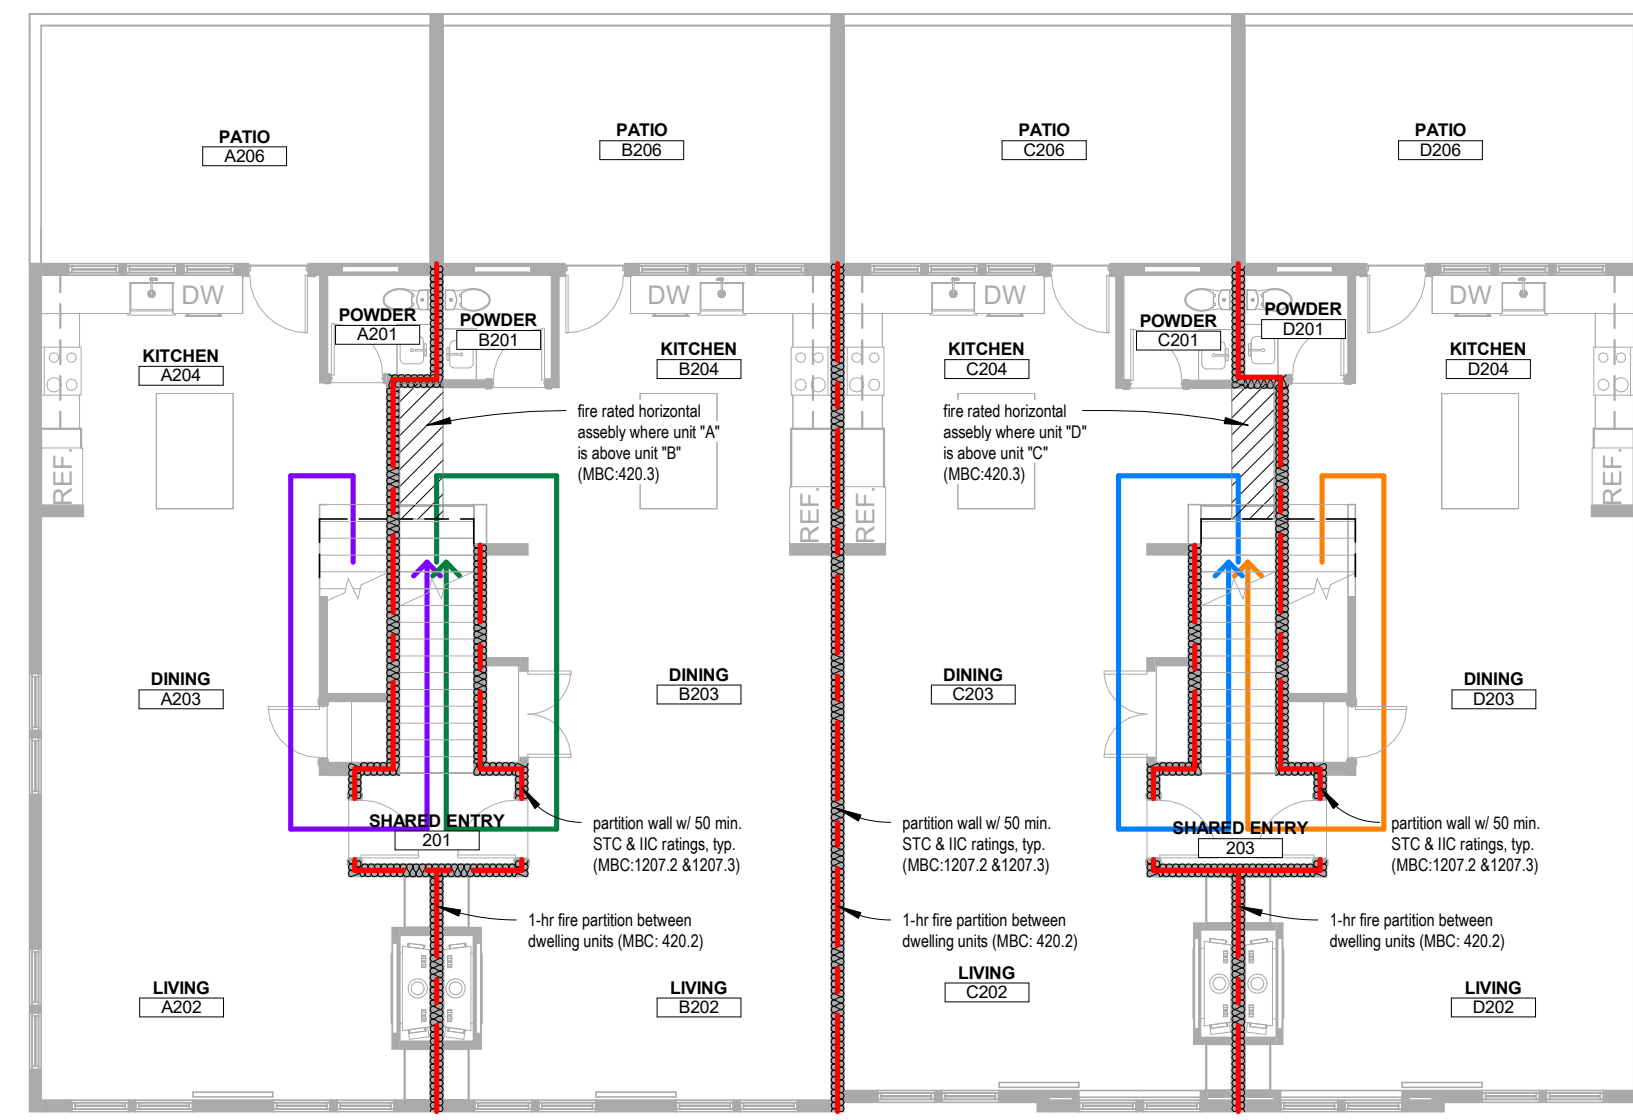 PATIO
A206
PATIO
B206
PATIO
C206
PATIO
D206
DW
DW
DW
DW
POWDER
A201
POWDER
B201
POWDER
C201
POWDER
D201
KITCHEN
A204
KITCHEN
B204
KITCHEN
C204
KITCHEN
D204
fire rated horizontal
assebly where unit "A"
is above unit "B"
(MBC:420.3)
fire rated horizontal
assebly where unit "D"
is above unit "C"
(MBC:420.3)
REF.
REF.
REF.
REF.
DINING
A203
DINING
B203
DINING
C203
DINING
D203
SHARED ENTRY
201
partition wall w/ 50 min.
STC & IIC ratings, typ.
(MBC:1207.2 &1207.3)
partition wall w/ 50 min.
STC & IIC ratings, typ.
(MBC:1207.2 &1207.3)
SHARED ENTRY
203
partition wall w/ 50 min.
STC & IIC ratings, typ.
(MBC:1207.2 &1207.3)
1-hr fire partition between
dwelling units (MBC: 420.2)
1-hr fire partition between
dwelling units (MBC: 420.2)
1-hr fire partition between
dwelling units (MBC: 420.2)
LIVING
A202
LIVING
B202
LIVING
C202
LIVING
D202